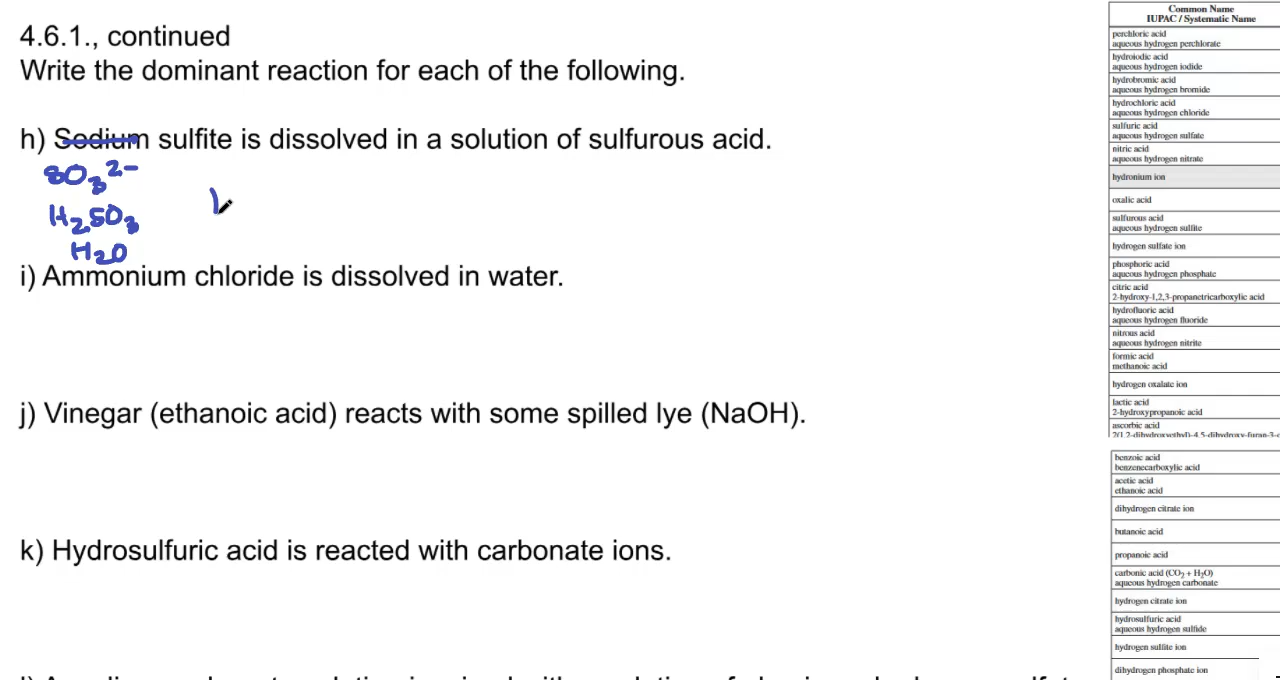 4.6.1., continued
Write the dominant reaction for each of the following.
h) Sodium sulfite is dissolved in a solution of sulfurous acid.
SO₃²⁻
H₂SO₃
H₂O
i) Ammonium chloride is dissolved in water.
j) Vinegar (ethanoic acid) reacts with some spilled lye (NaOH).
k) Hydrosulfuric acid is reacted with carbonate ions.
Common Name
IUPAC / Systematic Name
perchloric acid
aqueous hydrogen perchlorate
hydroiodic acid
aqueous hydrogen iodide
hydrobromic acid
aqueous hydrogen bromide
hydrochloric acid
aqueous hydrogen chloride
sulfuric acid
aqueous hydrogen sulfate
nitric acid
aqueous hydrogen nitrate
hydronium ion
oxalic acid
sulfurous acid
aqueous hydrogen sulfite
hydrogen sulfate ion
phosphoric acid
aqueous hydrogen phosphate
citric acid
2-hydroxy-1,2,3-propanetricarboxylic acid
hydrofluoric acid
aqueous hydrogen fluoride
nitrous acid
aqueous hydrogen nitrite
formic acid
methanoic acid
hydrogen oxalate ion
lactic acid
2-hydroxypropanoic acid
ascorbic acid
benzoic acid
benzenecarboxylic acid
acetic acid
ethanoic acid
dihydrogen citrate ion
butanoic acid
propanoic acid
carbonic acid (CO₂ + H₂O)
aqueous hydrogen carbonate
hydrogen citrate ion
hydrosulfuric acid
aqueous hydrogen sulfide
hydrogen sulfite ion
dihydrogen phosphate ion